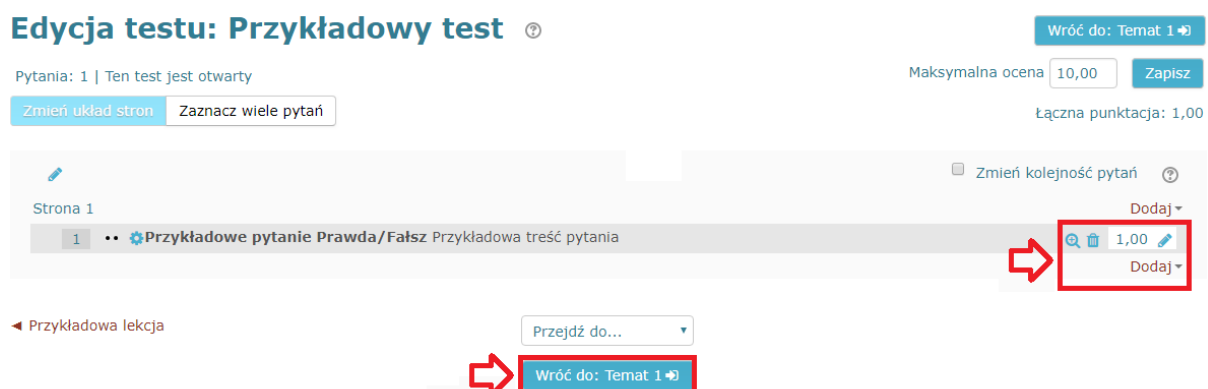 Edycja testu: Przykładowy test
Wróć do: Temat 1
Pytania: 1 | Ten test jest otwarty
Maksymalna ocena 10,00 Zapisz
Zmień układ stron Zaznacz wiele pytań
Łączna punktacja: 1,00
Zmień kolejność pytań
Strona 1
Dodaj
1 Przykładowe pytanie Prawda/Fałsz Przykładowa treść pytania 1,00
Dodaj
◄ Przykładowa lekcja
Przejdź do...
Wróć do: Temat 1